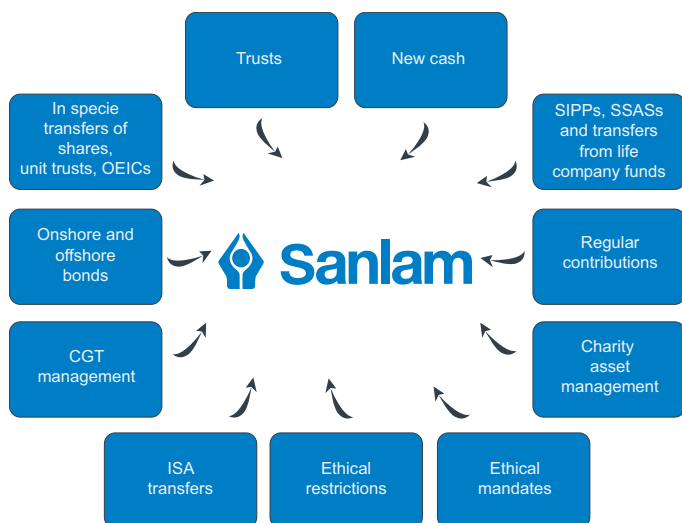 Trusts
New cash
In specie
transfers of
shares,
unit trusts, OEICs
SIPPs, SSASs
and transfers
from life
company funds
Onshore and
offshore
bonds
Sanlam
Regular
contributions
CGT
management
Charity
asset
management
ISA
transfers
Ethical
restrictions
Ethical
mandates